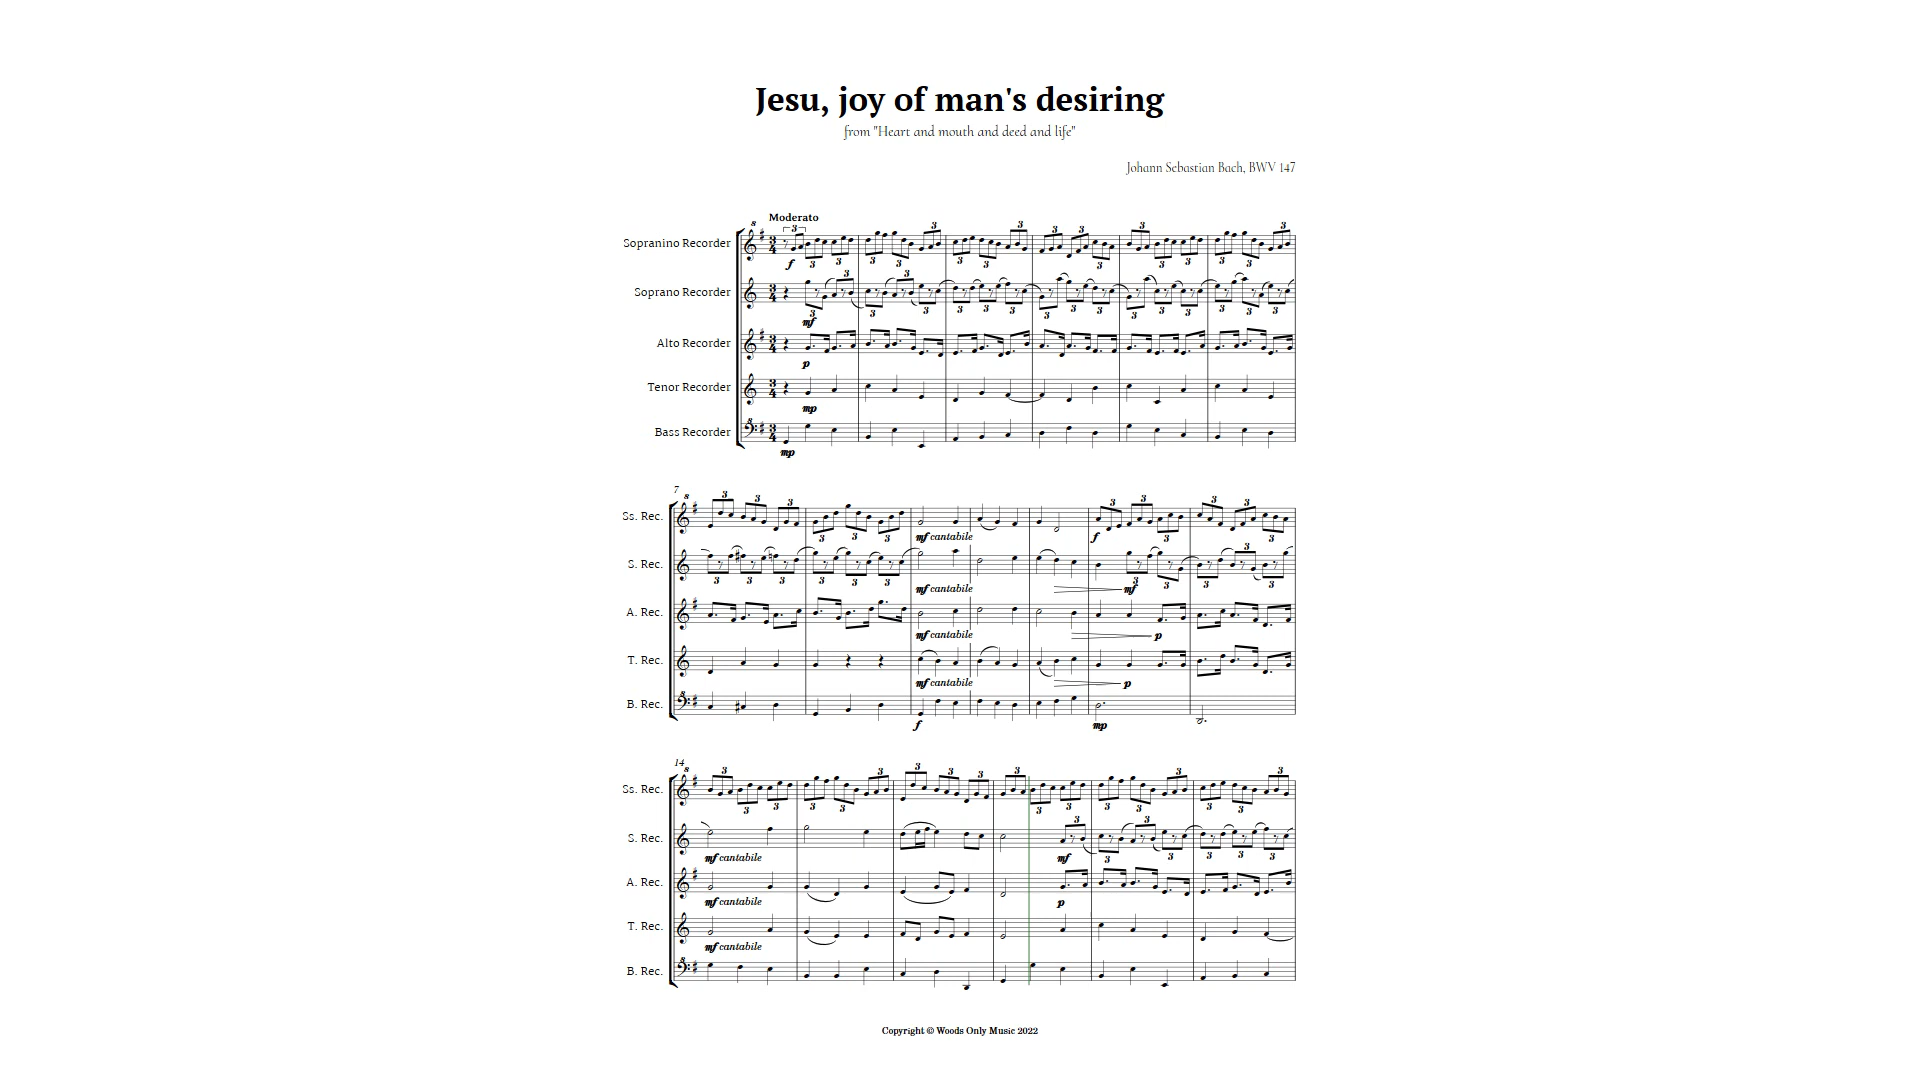 Jesu, joy of man's desiring
from "Heart and mouth and deed and life"
Johann Sebastian Bach, BWV 147
Moderato
Sopranino Recorder
f
Soprano Recorder
mf
Alto Recorder
p
Tenor Recorder
mp
Bass Recorder
mp
7
Ss. Rec.
mf cantabile
f
S. Rec.
mf cantabile
mf
A. Rec.
mf cantabile
p
T. Rec.
mf cantabile
p
B. Rec.
f
mp
14
Ss. Rec.
S. Rec.
mf cantabile
mf
A. Rec.
mf cantabile
p
T. Rec.
mf cantabile
B. Rec.
Copyright © Woods Only Music 2022